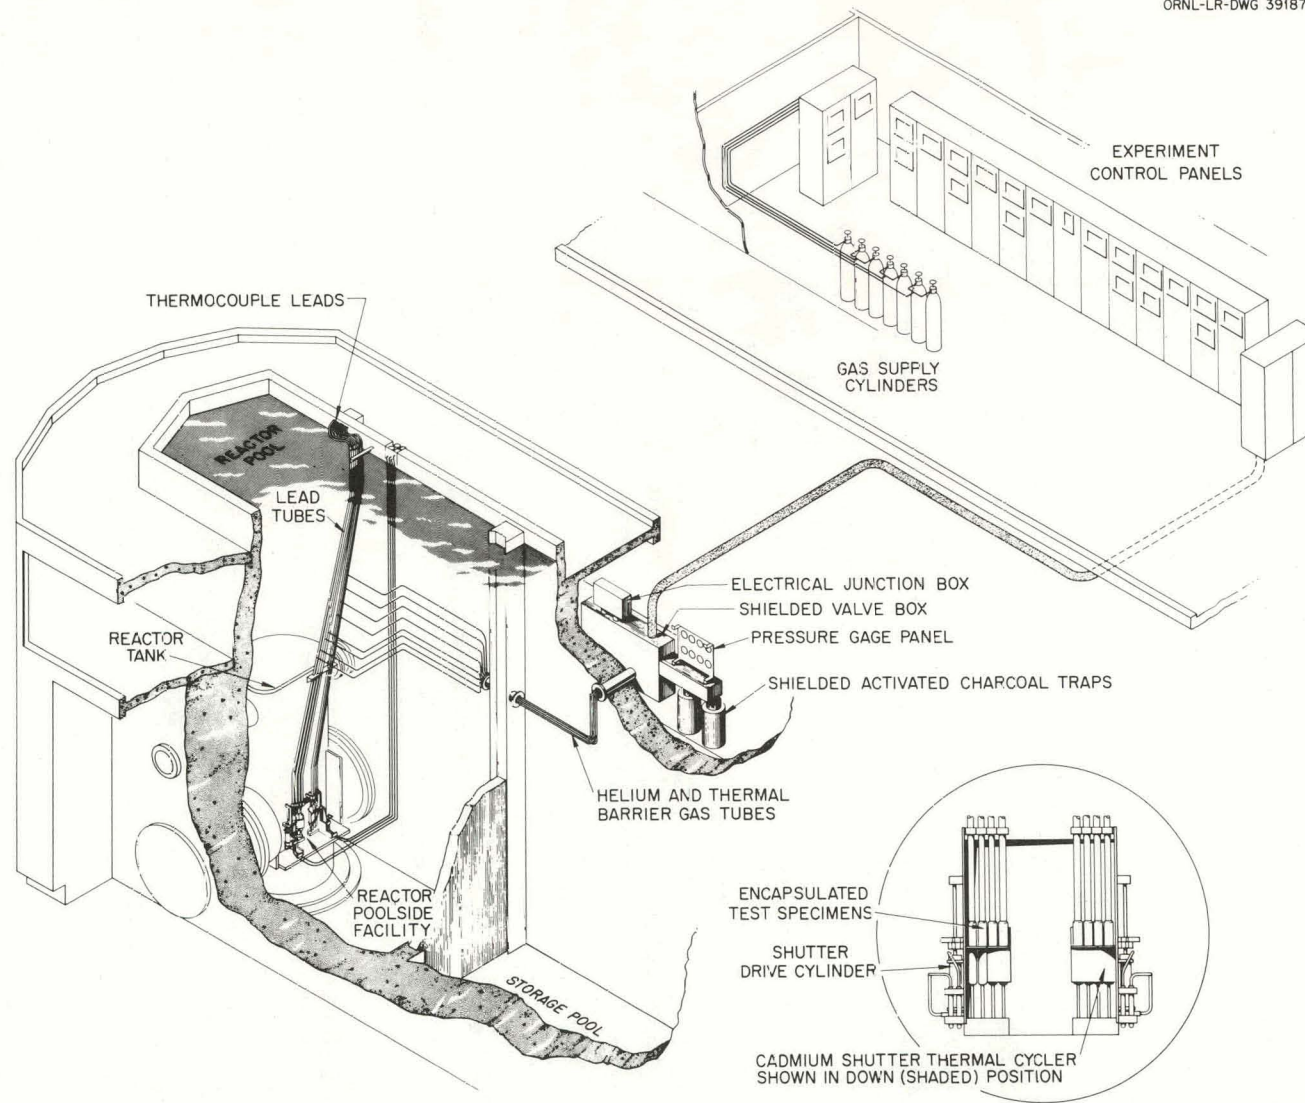 ORNL-LR-DWG 39187
EXPERIMENT
CONTROL PANELS
THERMOCOUPLE LEADS
GAS SUPPLY
CYLINDERS
REACTOR
POOL
LEAD
TUBES
ELECTRICAL JUNCTION BOX
SHIELDED VALVE BOX
PRESSURE GAGE PANEL
REACTOR
TANK
SHIELDED ACTIVATED CHARCOAL TRAPS
HELIUM AND THERMAL
BARRIER GAS TUBES
REACTOR
POOLSIDE
FACILITY
ENCAPSULATED
TEST SPECIMENS
SHUTTER
DRIVE CYLINDER
STORAGE POOL
CADMIUM SHUTTER THERMAL CYCLER
SHOWN IN DOWN (SHADED) POSITION